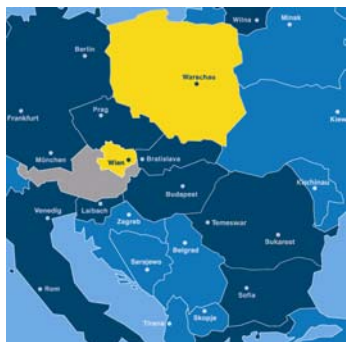 Wilna
Minsk
Berlin
Warschau
Frankfurt
Prag
Kiew
München
Wien
Bratislava
Budapest
Kischinau
Venedig
Laibach
Zagreb
Temeswar
Belgrad
Bukarest
Sarajewo
Rom
Sofia
Skopje
Tirana